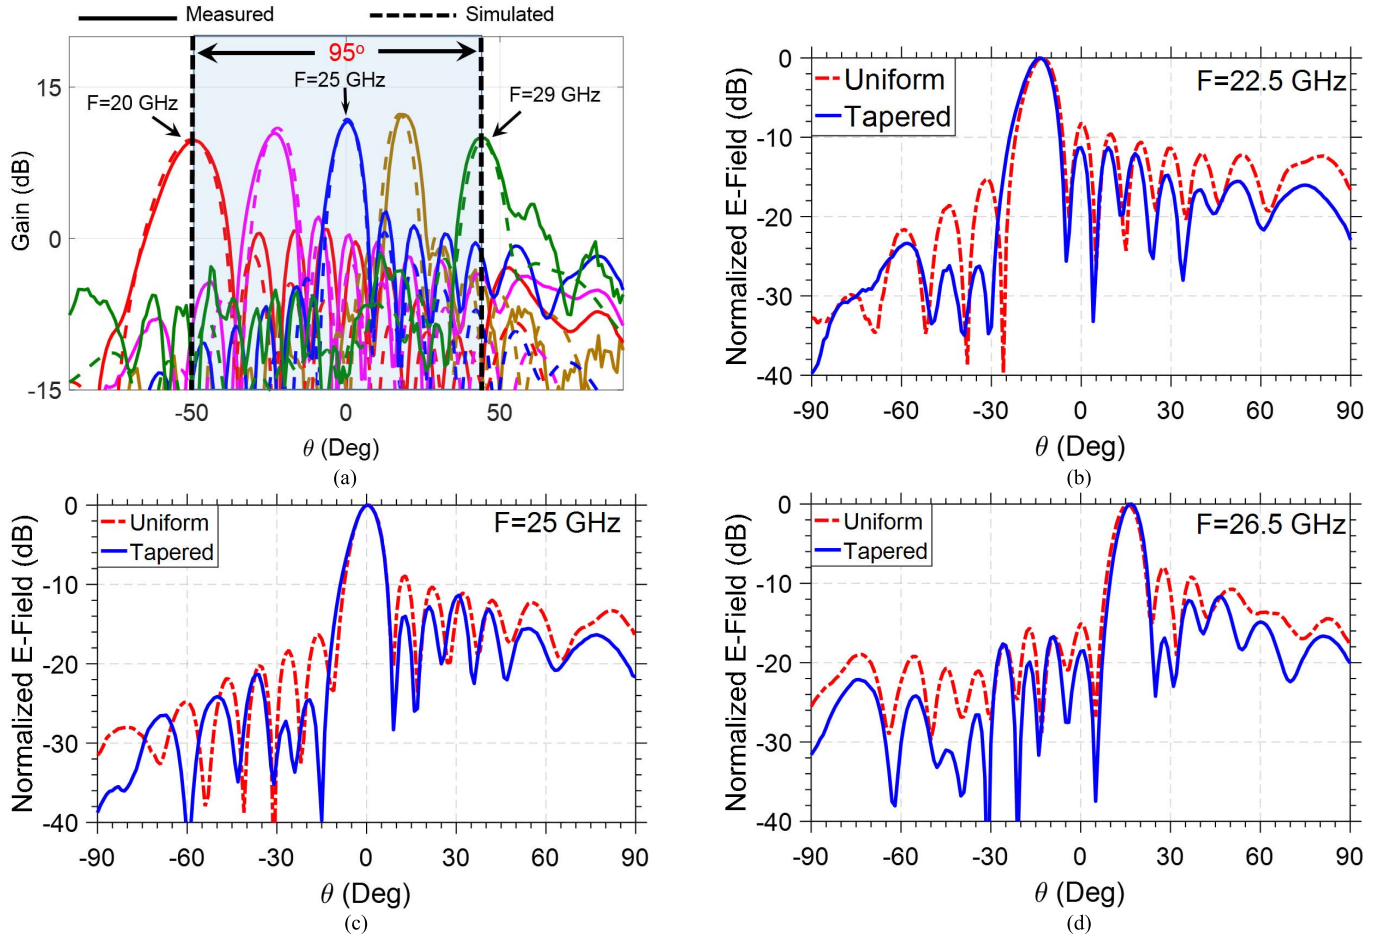 Measured Simulated
95°
F=25 GHz
F=20 GHz
F=29 GHz
15
0
-15
Gain (dB)
-50 0 50
θ (Deg)
(a)
Uniform
Tapered
F=22.5 GHz
0
-10
-20
-30
-40
Normalized E-Field (dB)
-90 -60 -30 0 30 60 90
θ (Deg)
(b)
Uniform
Tapered
F=25 GHz
0
-10
-20
-30
-40
Normalized E-Field (dB)
-90 -60 -30 0 30 60 90
θ (Deg)
(c)
Uniform
Tapered
F=26.5 GHz
0
-10
-20
-30
-40
Normalized E-Field (dB)
-90 -60 -30 0 30 60 90
θ (Deg)
(d)